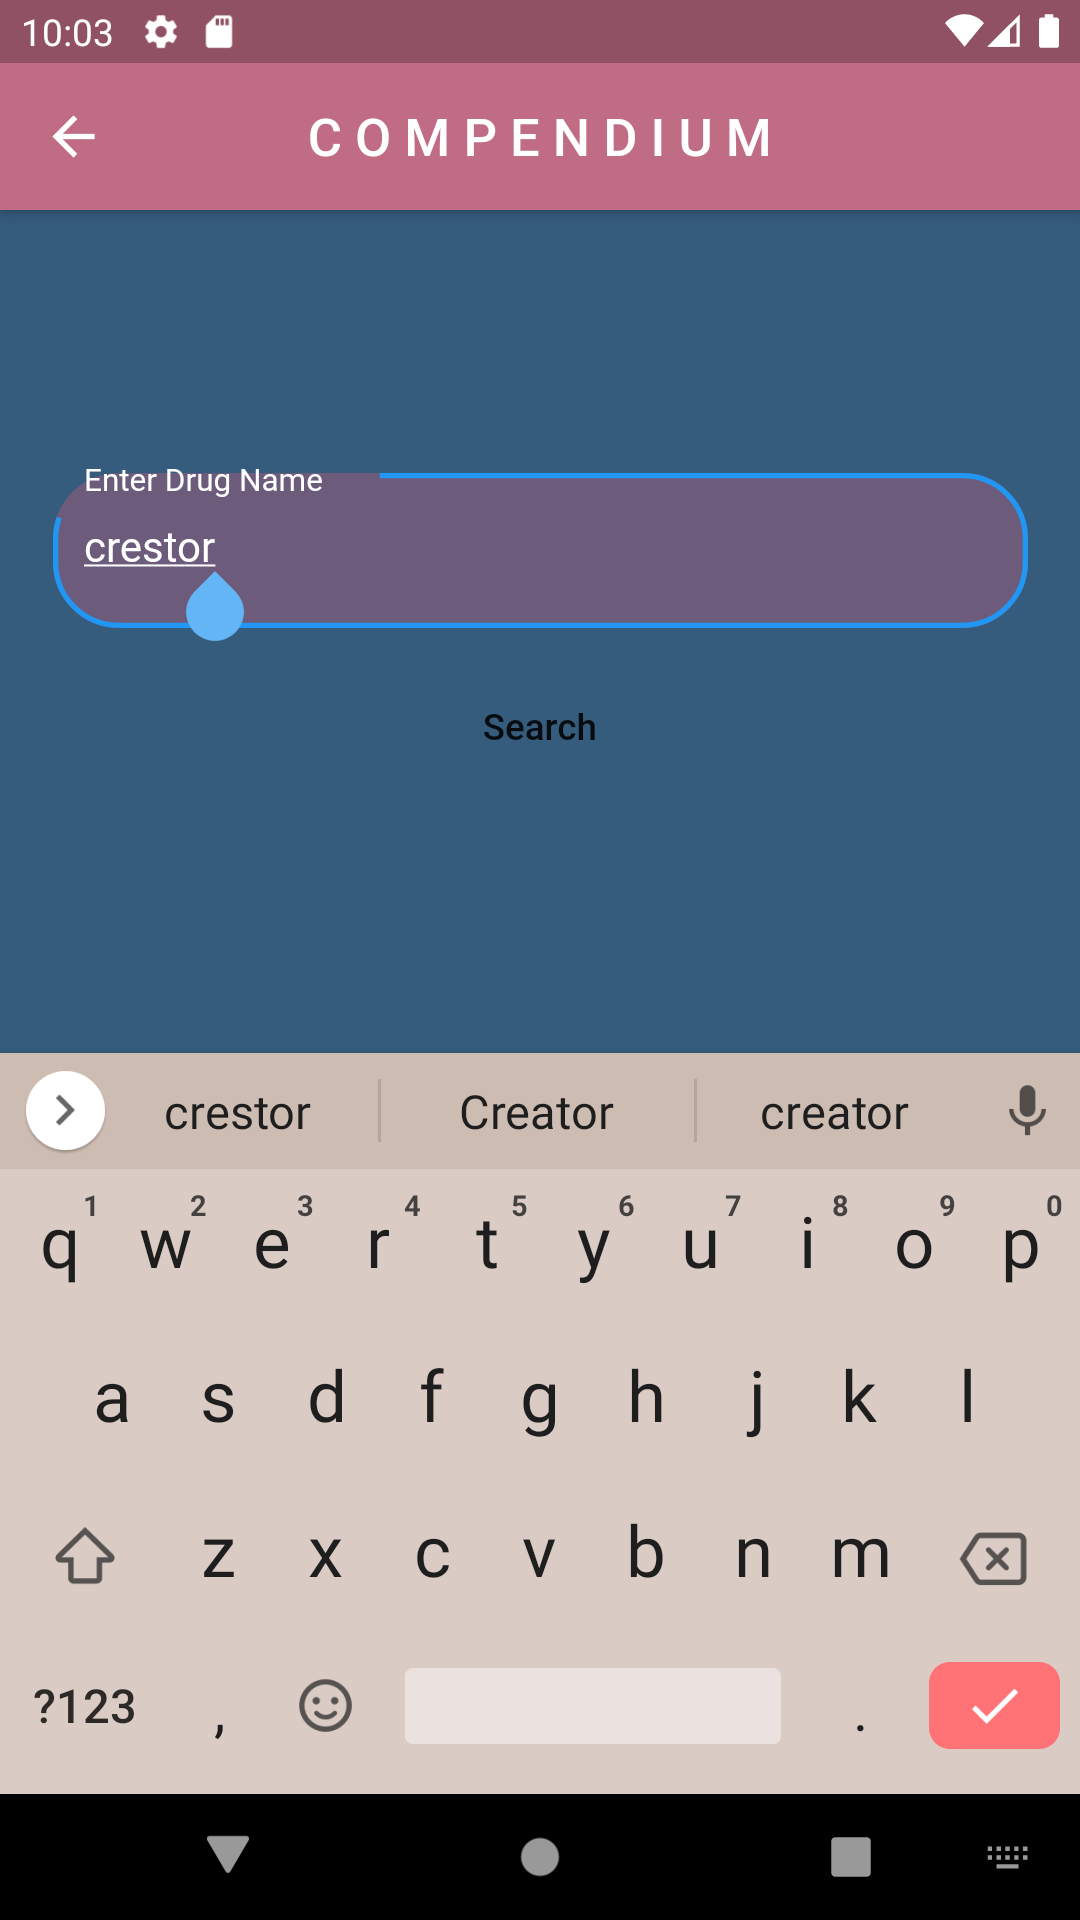 10:03
COMPENDIUM
Enter Drug Name
crestor
Search
crestor Creator creator
1 2 3 4 5 6 7 8 9 0
q w e r t y u i o p
a s d f g h j k l
z x c v b n m
?123 , .